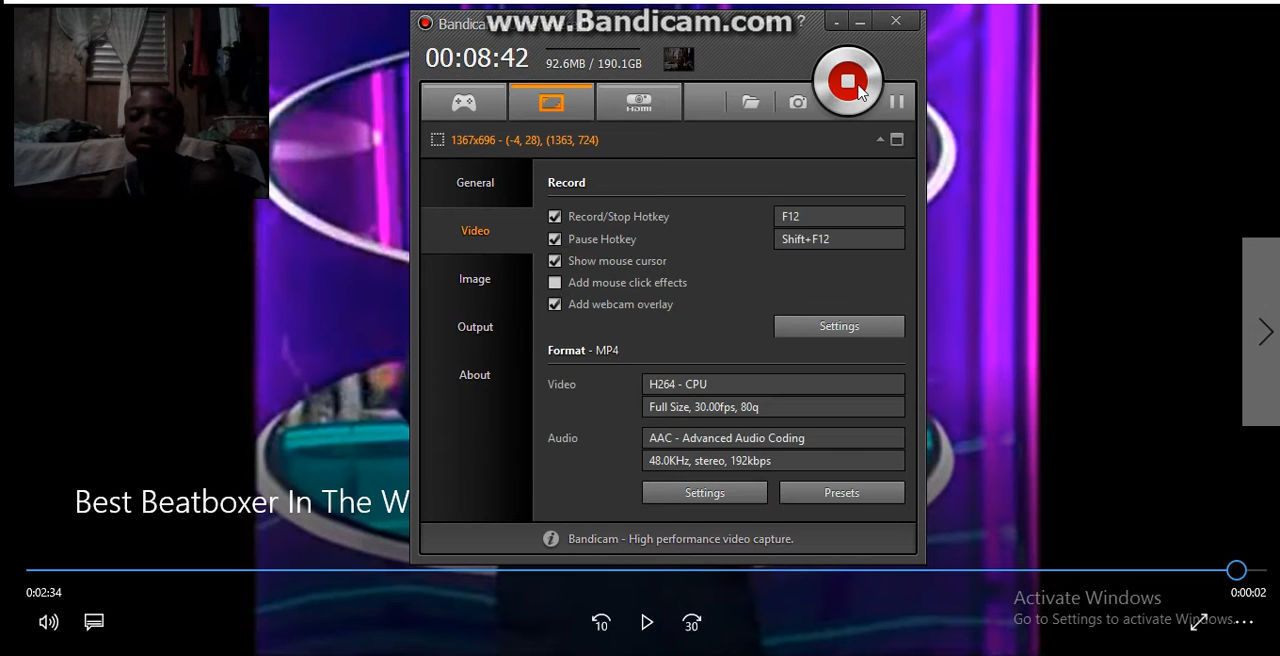 www.Bandicam.com
Bandica
?
00:08:42
92.6MB / 190.1GB
HDMI
1367x696 - (-4, 28), (1363, 724)
General
Video
Image
Output
About
Record
Record/Stop Hotkey
F12
Pause Hotkey
Shift+F12
Show mouse cursor
Add mouse click effects
Add webcam overlay
Settings
Format - MP4
Video
H264 - CPU
Full Size, 30.00fps, 80q
Audio
AAC - Advanced Audio Coding
48.0KHz, stereo, 192kbps
Settings
Presets
Bandicam - High performance video capture.
Best Beatboxer In The W
0:02:34
0:00:02
10
30
Activate Windows
Go to Settings to activate Windows.